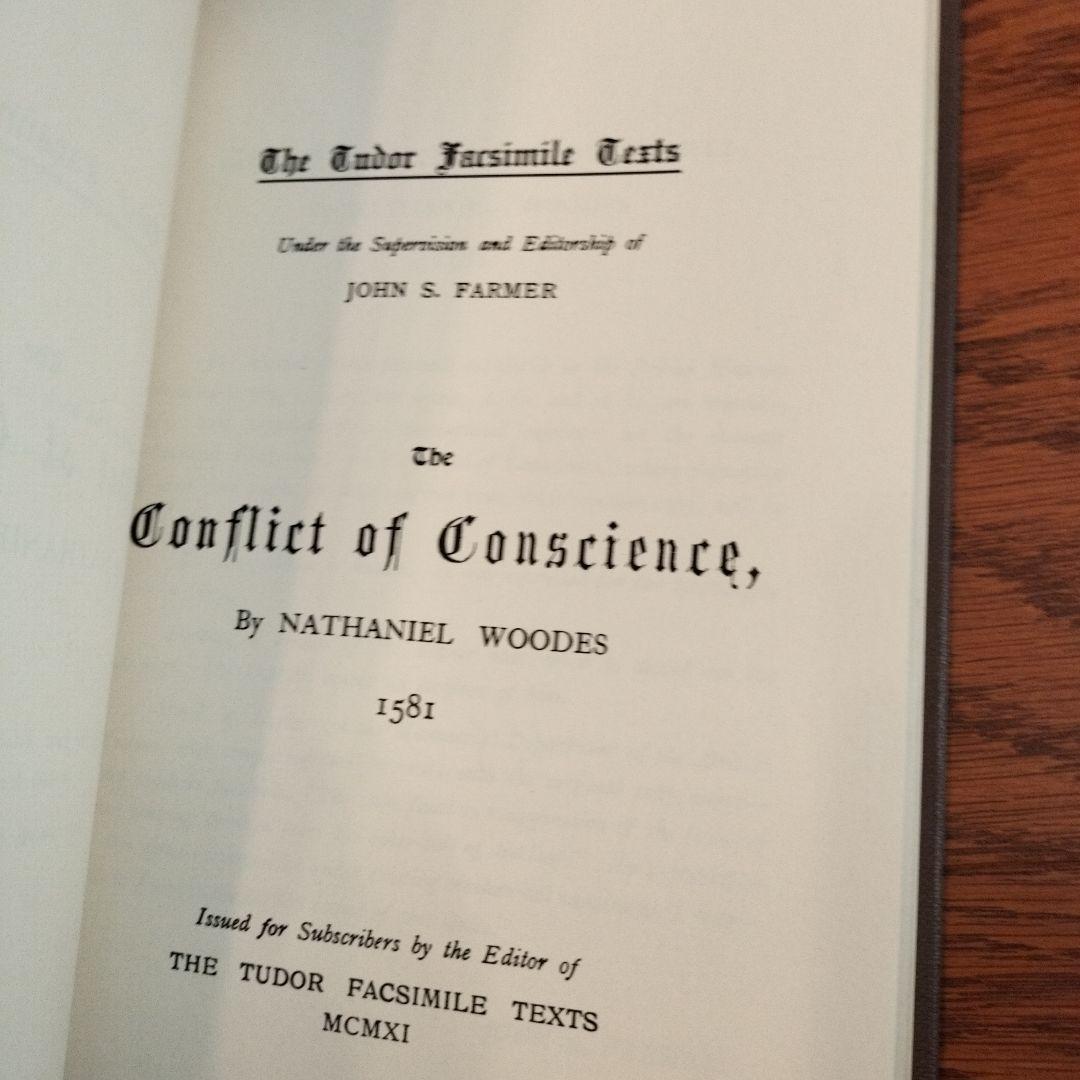 The Tudor Facsimile Texts
Under the Supervision and Editorship of
JOHN S. FARMER
The
Conflict of Conscience,
By NATHANIEL WOODES
1581
Issued for Subscribers by the Editor of
THE TUDOR FACSIMILE TEXTS
MCMXI